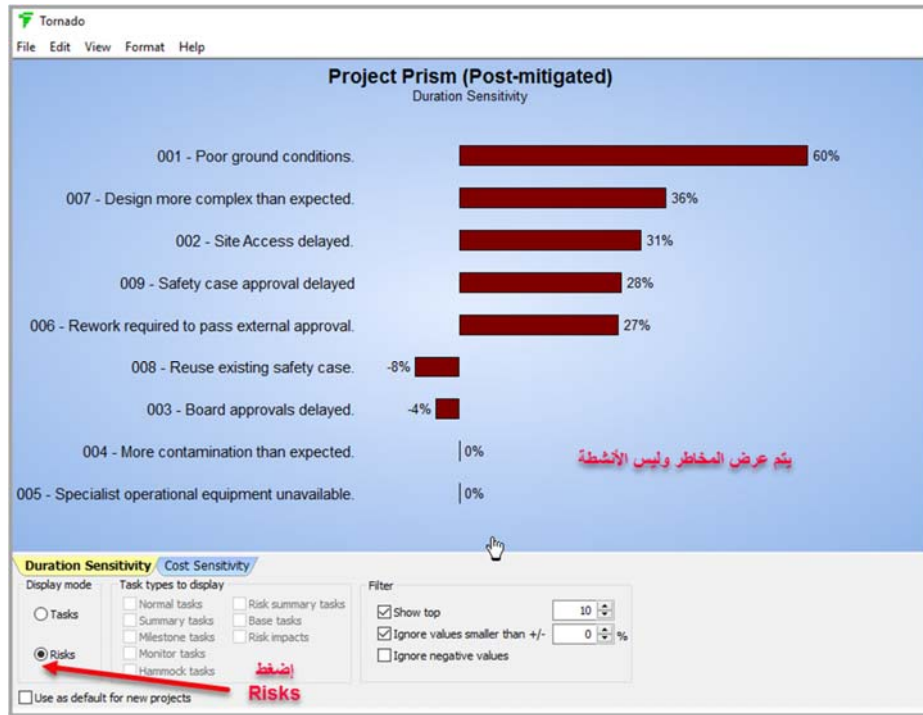 Tornado
File Edit View Format Help
Project Prism (Post-mitigated)
Duration Sensitivity
001 - Poor ground conditions. 60%
007 - Design more complex than expected. 36%
002 - Site Access delayed. 31%
009 - Safety case approval delayed 28%
006 - Rework required to pass external approval. 27%
008 - Reuse existing safety case. -8%
003 - Board approvals delayed. -4%
004 - More contamination than expected. 0%
يتم عرض المخاطر وليس الأنشطة
005 - Specialist operational equipment unavailable. 0%
Duration Sensitivity Cost Sensitivity
Display mode
Tasks
Risks
Task types to display
Normal tasks Risk summary tasks
Summary tasks Base tasks
Milestone tasks Risk impacts
Monitor tasks
Hammock tasks
إضغط
Risks
Filter
Show top 10
Ignore values smaller than +/- 0 %
Ignore negative values
Use as default for new projects